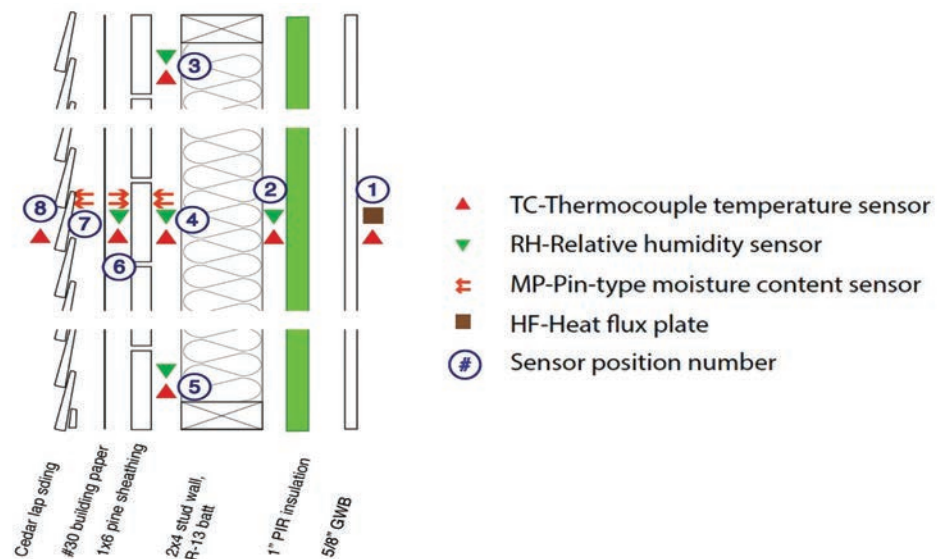 3
8
7
6
4
2
1
5
TC-Thermocouple temperature sensor
RH-Relative humidity sensor
MP-Pin-type moisture content sensor
HF-Heat flux plate
# Sensor position number
Cedar lap sding
#30 building paper
1x6 pine sheathing
2x4 stud wall,
R-13 batt
1" PIR insulation
5/8" GWB